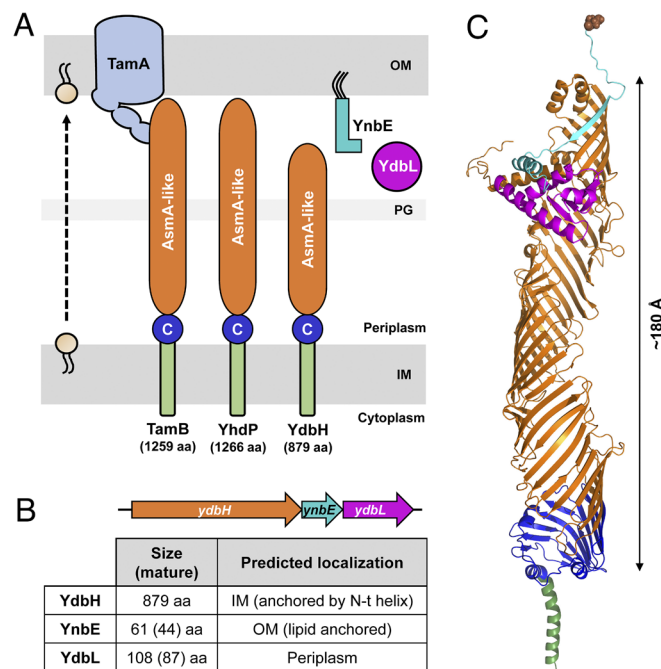 A
TamA
OM
YnbE
YdbL
AsmA-like
AsmA-like
AsmA-like
PG
C
C
C
Periplasm
IM
Cytoplasm
TamB
(1259 aa)
YhdP
(1266 aa)
YdbH
(879 aa)
B
ydbH
ynbE
ydbL
Size
(mature)
Predicted localization
YdbH
879 aa
IM (anchored by N-t helix)
YnbE
61 (44) aa
OM (lipid anchored)
YdbL
108 (87) aa
Periplasm
C
~180 Å